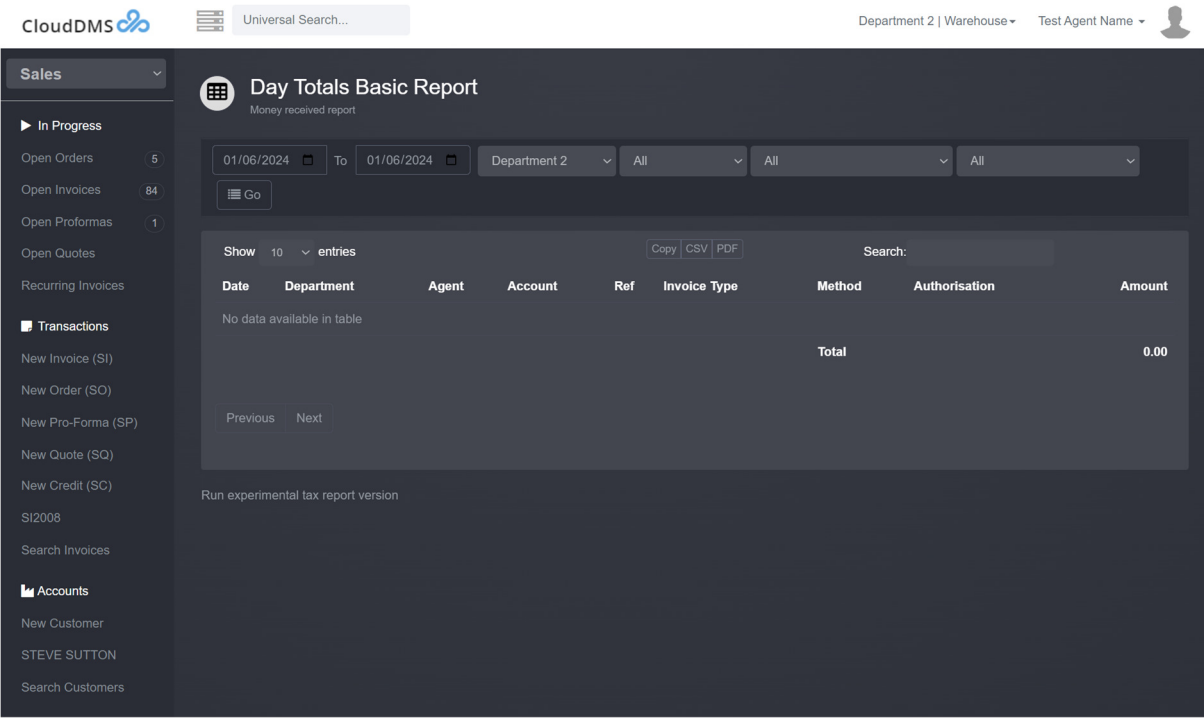 CloudDMS
Universal Search...
Department 2 | Warehouse
Test Agent Name
Sales
In Progress
Open Orders 5
Open Invoices 84
Open Proformas 1
Open Quotes
Recurring Invoices
Transactions
New Invoice (SI)
New Order (SO)
New Pro-Forma (SP)
New Quote (SQ)
New Credit (SC)
SI2008
Search Invoices
Accounts
New Customer
STEVE SUTTON
Search Customers
Day Totals Basic Report
Money received report
01/06/2024 To 01/06/2024 Department 2 All All All
Go
Show 10 entries Copy CSV PDF Search:
Date Department Agent Account Ref Invoice Type Method Authorisation Amount
No data available in table
Total 0.00
Previous Next
Run experimental tax report version